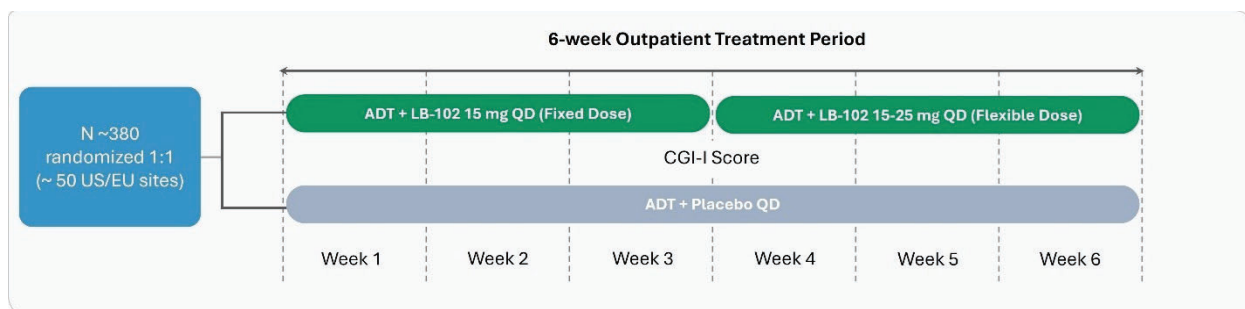 6-week Outpatient Treatment Period
N ~380
randomized 1:1
(~ 50 US/EU sites)
ADT + LB-102 15 mg QD (Fixed Dose)
ADT + LB-102 15-25 mg QD (Flexible Dose)
CGI-I Score
ADT + Placebo QD
Week 1
Week 2
Week 3
Week 4
Week 5
Week 6